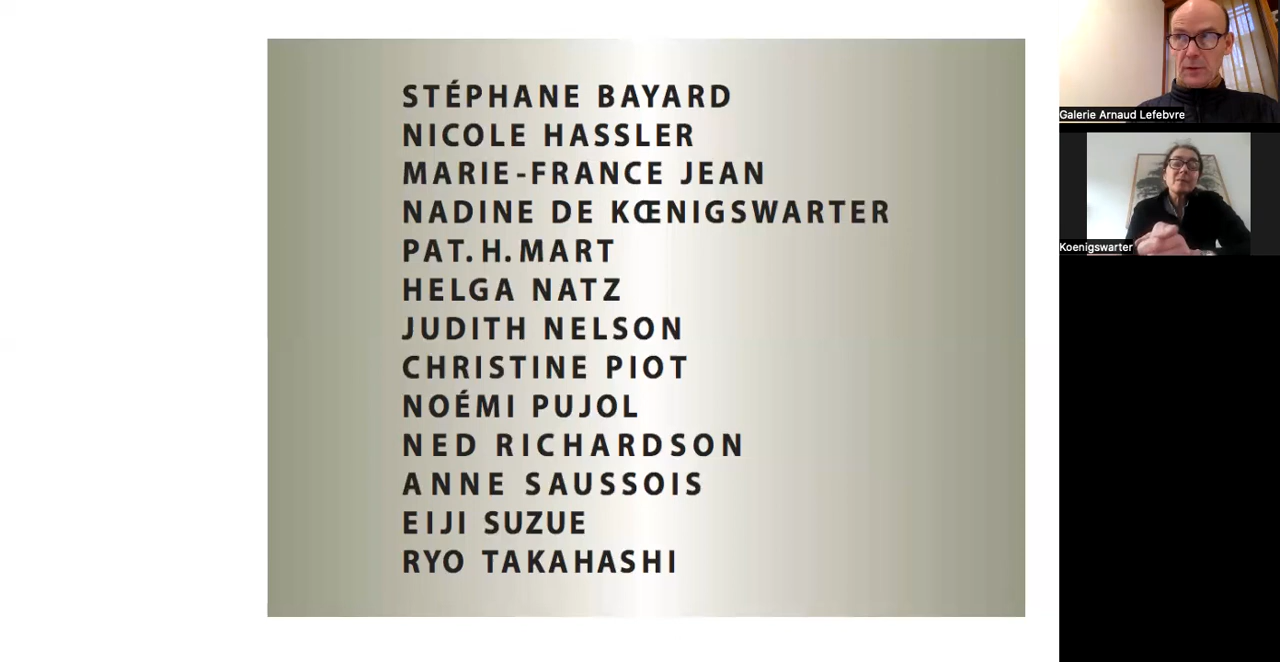 STÉPHANE BAYARD
NICOLE HASSLER
MARIE-FRANCE JEAN
NADINE DE KŒNIGSWARTER
PAT.H.MART
HELGA NATZ
JUDITH NELSON
CHRISTINE PIOT
NOÉMI PUJOL
NED RICHARDSON
ANNE SAUSSOIS
EIJI SUZUE
RYO TAKAHASHI
Galerie Arnaud Lefebvre
Koenigswarter